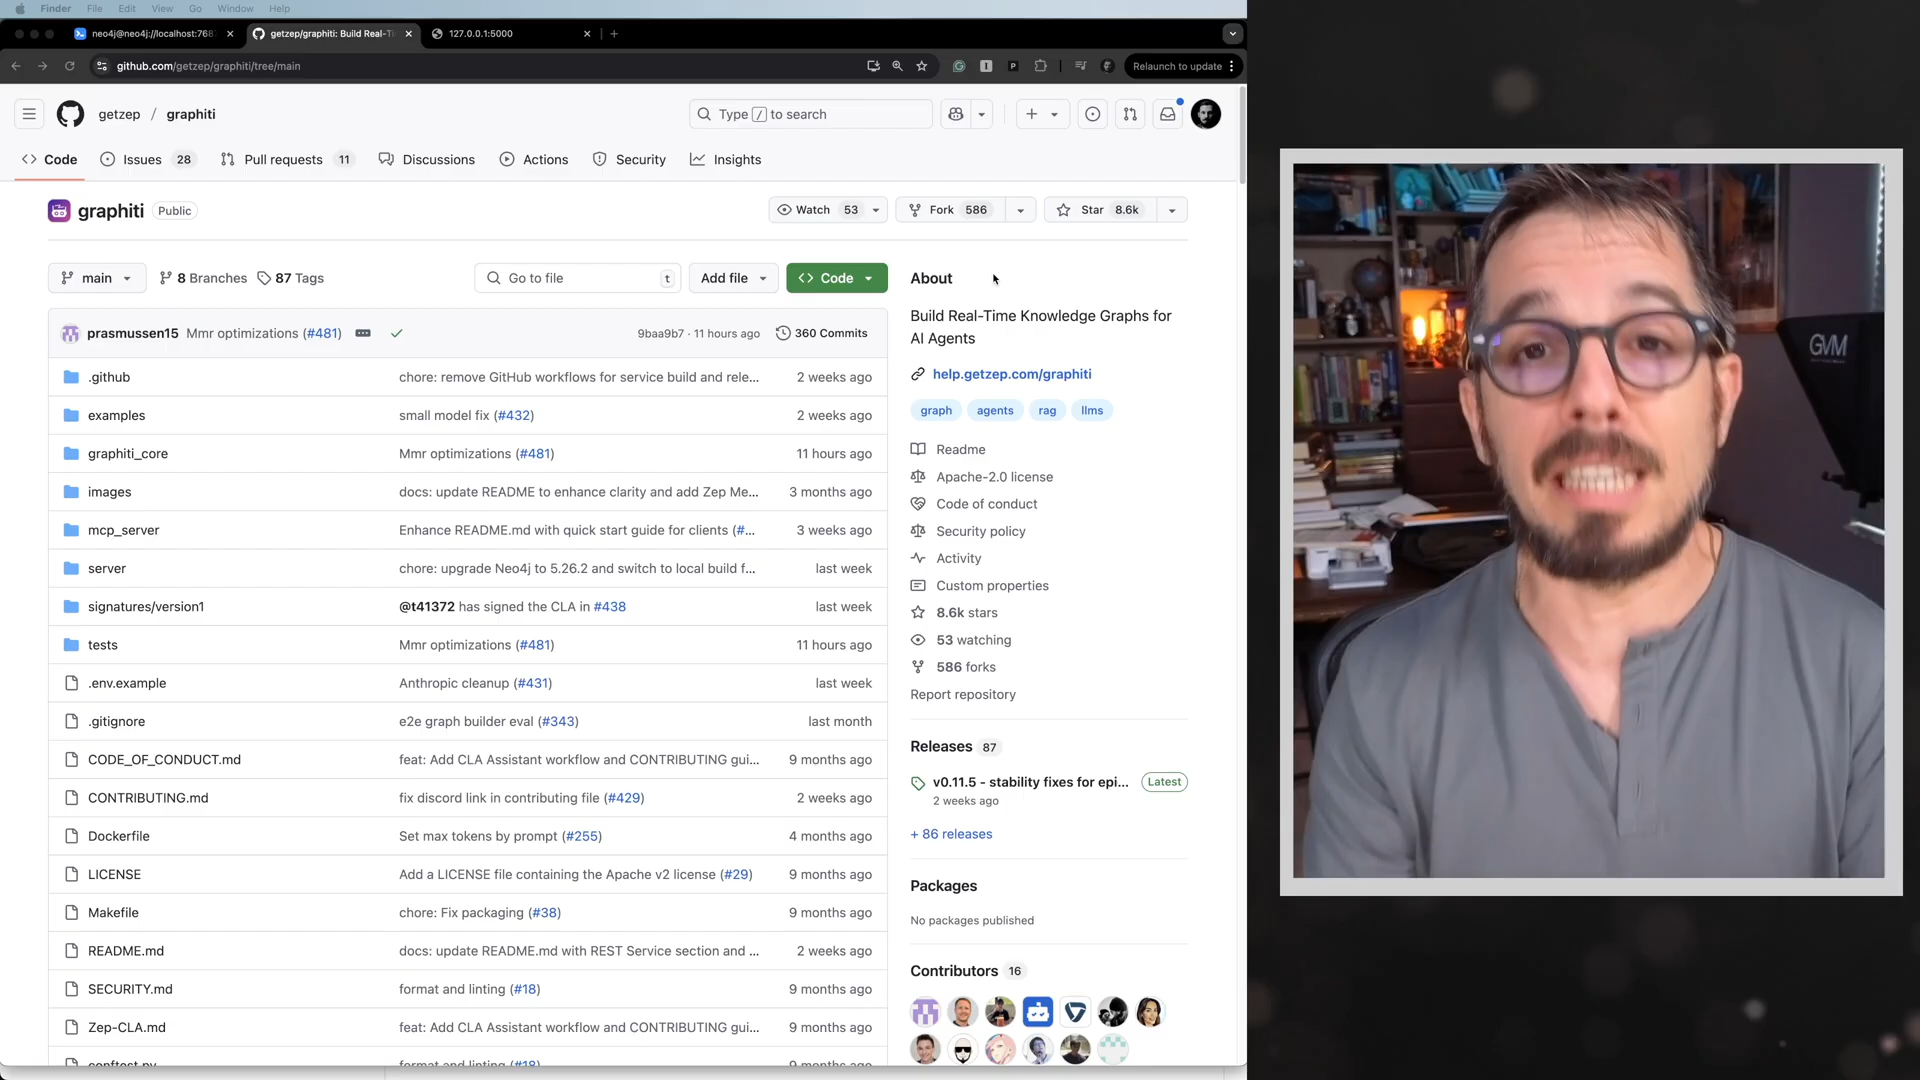 Finder File Edit View Go Window Help
neo4j@neo4j://localhost:768
getzep/graphiti: Build Real-Ti
127.0.0.1:5000
github.com/getzep/graphiti/tree/main
Relaunch to update
getzep / graphiti
Type / to search
Code
Issues 28
Pull requests 11
Discussions
Actions
Security
Insights
graphiti Public
Watch 53
Fork 586
Star 8.6k
main
8 Branches
87 Tags
Go to file t
Add file
Code
prasmussen15 Mmr optimizations (#481) 9baa9b7 · 11 hours ago 360 Commits
.github chore: remove GitHub workflows for service build and rele... 2 weeks ago
examples small model fix (#432) 2 weeks ago
graphiti_core Mmr optimizations (#481) 11 hours ago
images docs: update README to enhance clarity and add Zep Me... 3 months ago
mcp_server Enhance README.md with quick start guide for clients (#... 3 weeks ago
server chore: upgrade Neo4j to 5.26.2 and switch to local build f... last week
signatures/version1 @t41372 has signed the CLA in #438 last week
tests Mmr optimizations (#481) 11 hours ago
.env.example Anthropic cleanup (#431) last week
.gitignore e2e graph builder eval (#343) last month
CODE_OF_CONDUCT.md feat: Add CLA Assistant workflow and CONTRIBUTING gui... 9 months ago
CONTRIBUTING.md fix discord link in contributing file (#429) 2 weeks ago
Dockerfile Set max tokens by prompt (#255) 4 months ago
LICENSE Add a LICENSE file containing the Apache v2 license (#29) 9 months ago
Makefile chore: Fix packaging (#38) 9 months ago
README.md docs: update README.md with REST Service section and ... 2 weeks ago
SECURITY.md format and linting (#18) 9 months ago
Zep-CLA.md feat: Add CLA Assistant workflow and CONTRIBUTING gui... 9 months ago
conftest.py format and linting (#18) 9 months ago
About
Build Real-Time Knowledge Graphs for
AI Agents
help.getzep.com/graphiti
graph agents rag llms
Readme
Apache-2.0 license
Code of conduct
Security policy
Activity
Custom properties
8.6k stars
53 watching
586 forks
Report repository
Releases 87
v0.11.5 - stability fixes for epi... Latest
2 weeks ago
+ 86 releases
Packages
No packages published
Contributors 16
GVM